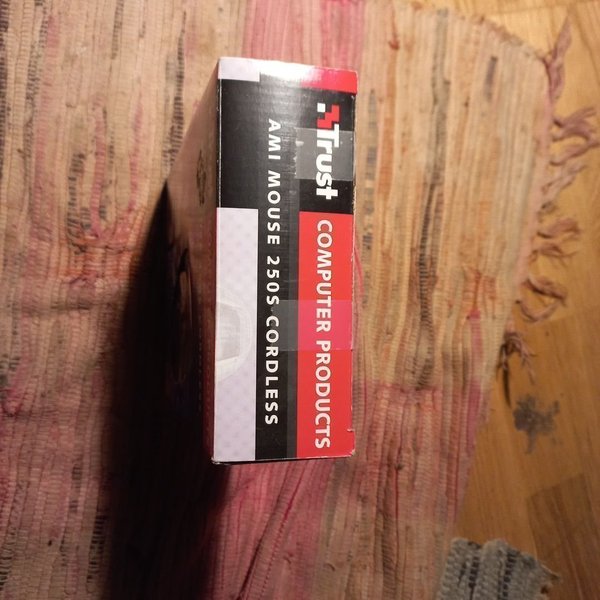 Trust
COMPUTER PRODUCTS
AMI MOUSE 250S CORDLESS